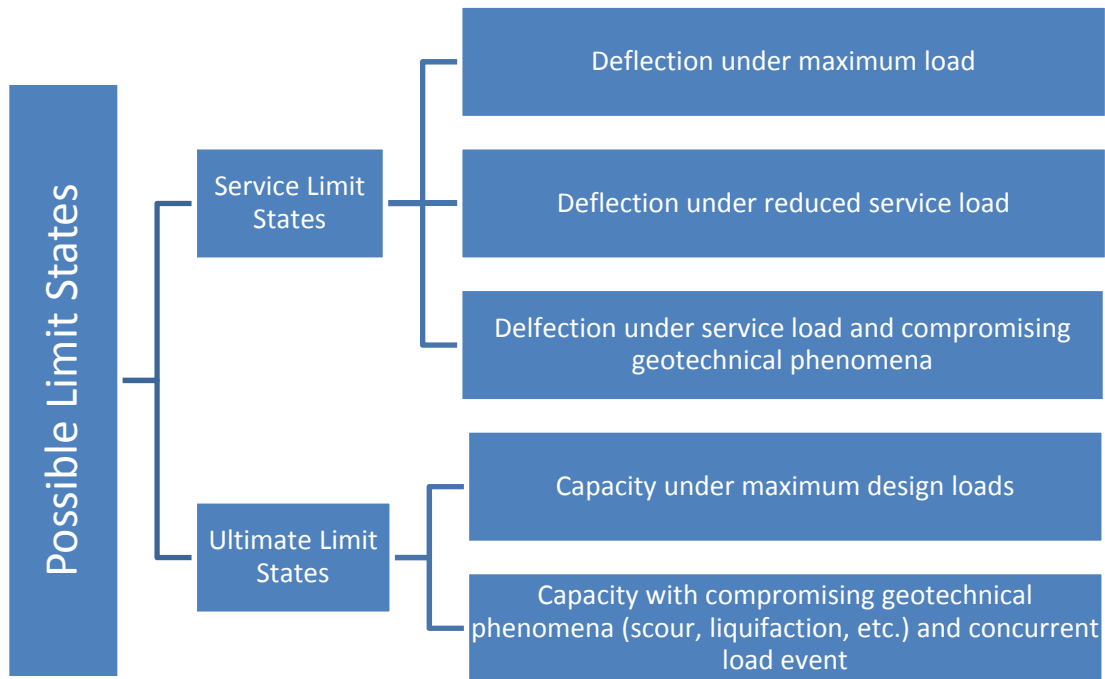 Possible Limit States
Service Limit
States
Deflection under maximum load
Deflection under reduced service load
Delfection under service load and compromising
geotechnical phenomena
Ultimate Limit
States
Capacity under maximum design loads
Capacity with compromising geotechnical
phenomena (scour, liquifaction, etc.) and concurrent
load event